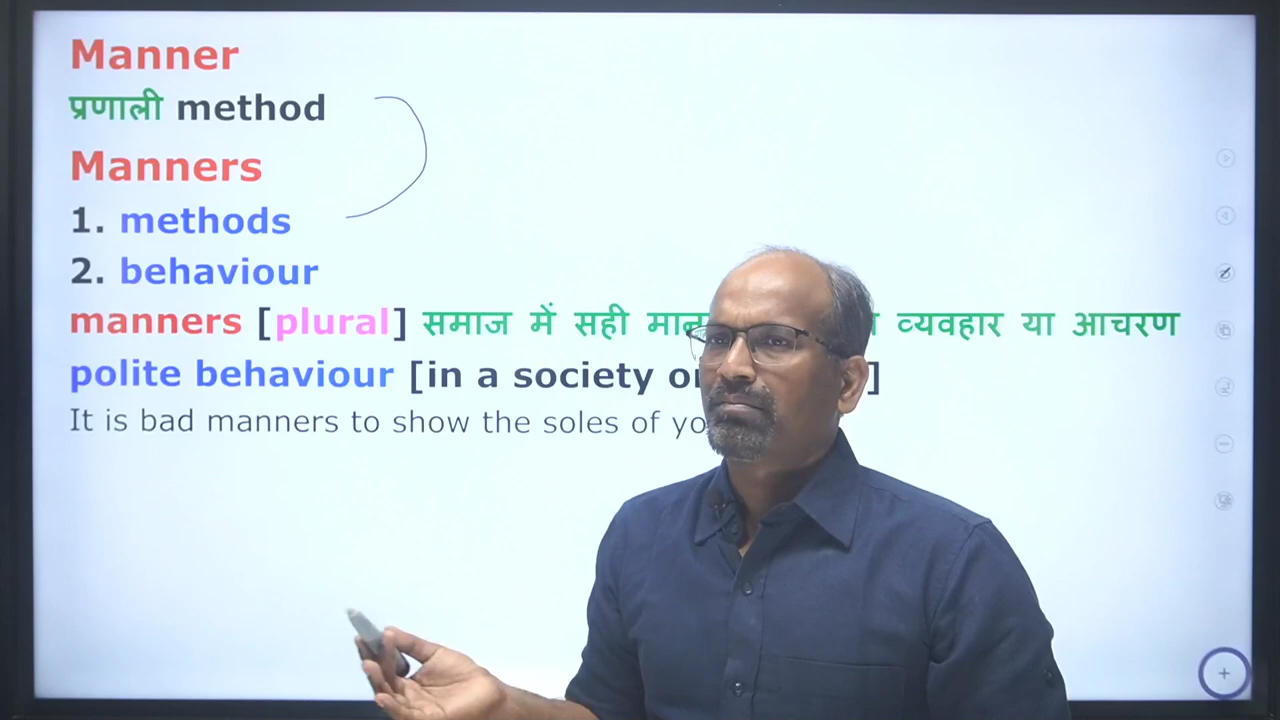 Manner
प्रणाली method
Manners
1. methods
2. behaviour
manners [plural] समाज में सही व्यवहार या आचरण
polite behaviour [in a society ]
It is bad manners to show the soles of